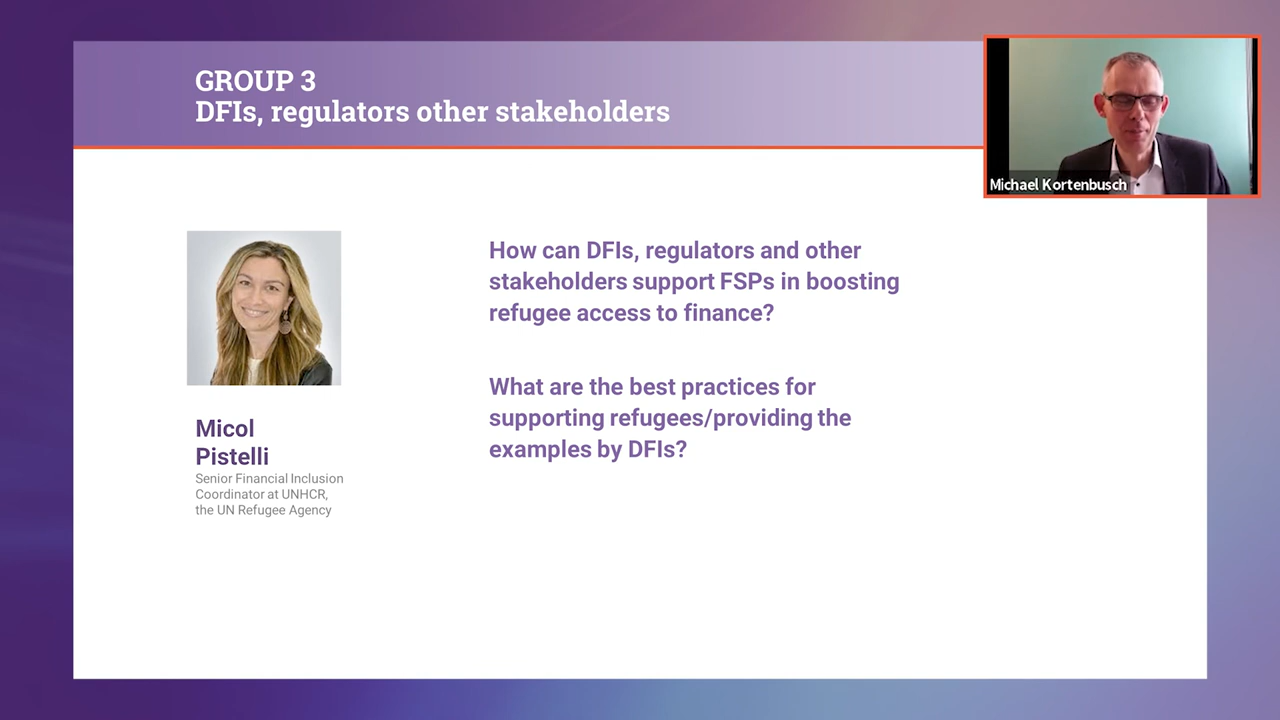 GROUP 3
DFIs, regulators other stakeholders
Michael Kortenbusch
How can DFIs, regulators and other
stakeholders support FSPs in boosting
refugee access to finance?
What are the best practices for
supporting refugees/providing the
examples by DFIs?
Micol
Pistelli
Senior Financial Inclusion
Coordinator at UNHCR,
the UN Refugee Agency